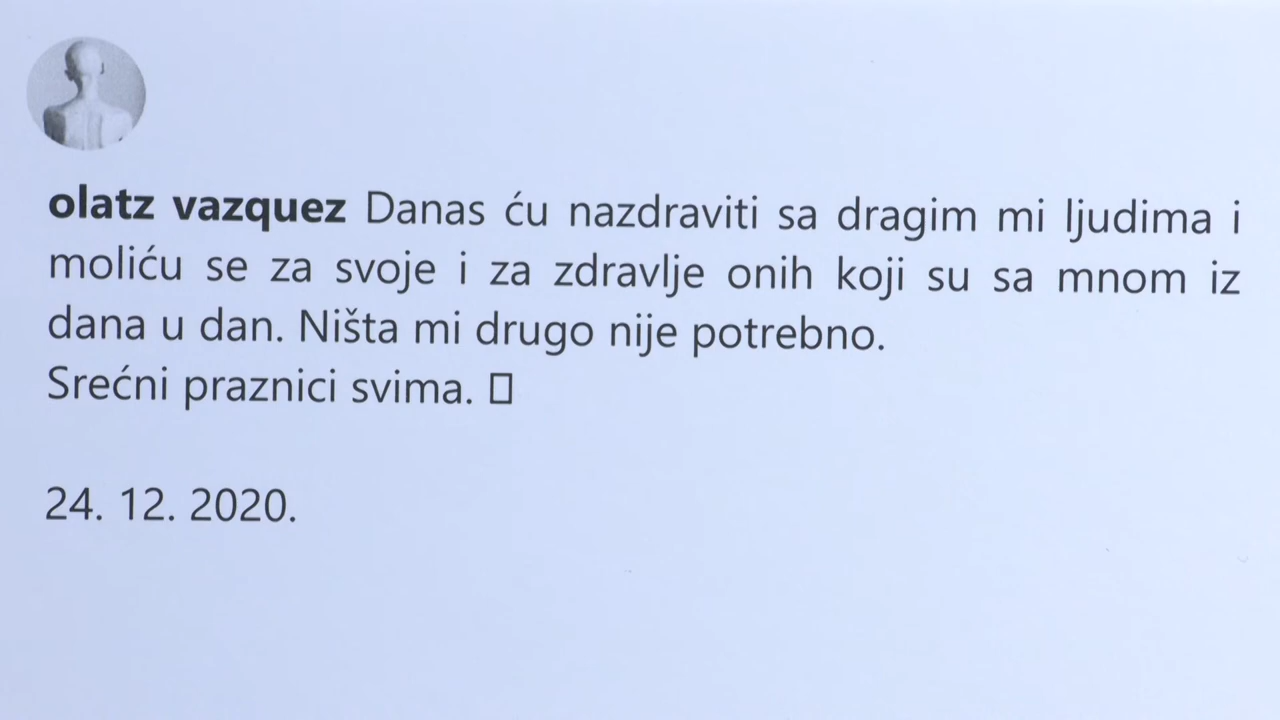 olatz vazquez Danas ću nazdraviti sa dragim mi ljudima i
moliću se za svoje i za zdravlje onih koji su sa mnom iz
dana u dan. Ništa mi drugo nije potrebno.
Srećni praznici svima. 
24. 12. 2020.